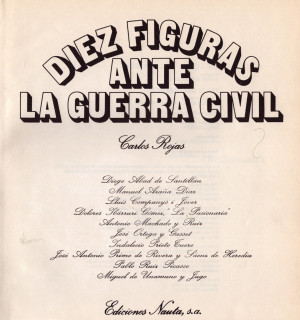 DIEZ FIGURAS
ANTE
LA GUERRA CIVIL
Carlos Rojas
Diego Abad de Santillán
Manuel Azaña Díaz
Lluis Companys i Jover
Dolores Ibárruri Gómez, "La Pasionaria"
Antonio Machado y Ruiz
José Ortega y Gasset
Indalecio Prieto Tuero
José Antonio Primo de Rivera y Sáenz de Heredia
Pablo Ruiz Picasso
Miguel de Unamuno y Jugo
Ediciones Nauta, s.a.